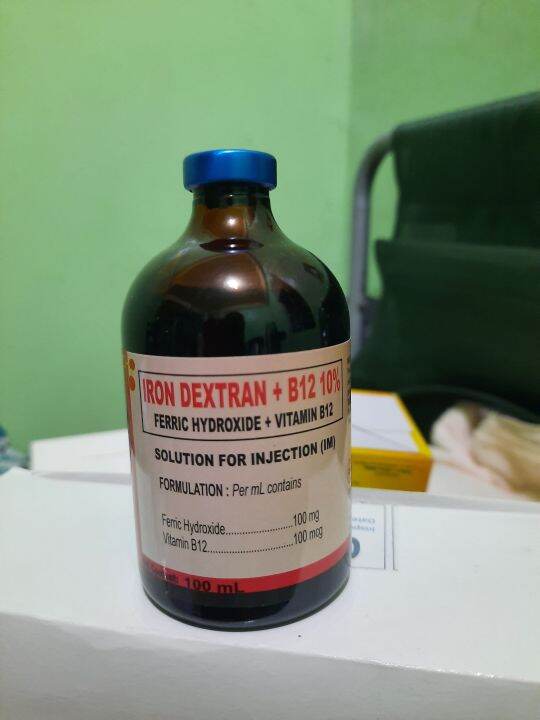 IRON DEXTRAN + B12 10%
FERRIC HYDROXIDE + VITAMIN B12
SOLUTION FOR INJECTION (IM)
FORMULATION : Per mL contains
Ferric Hydroxide............................100 mg
Vitamin B12...................................100 mcg
100 mL